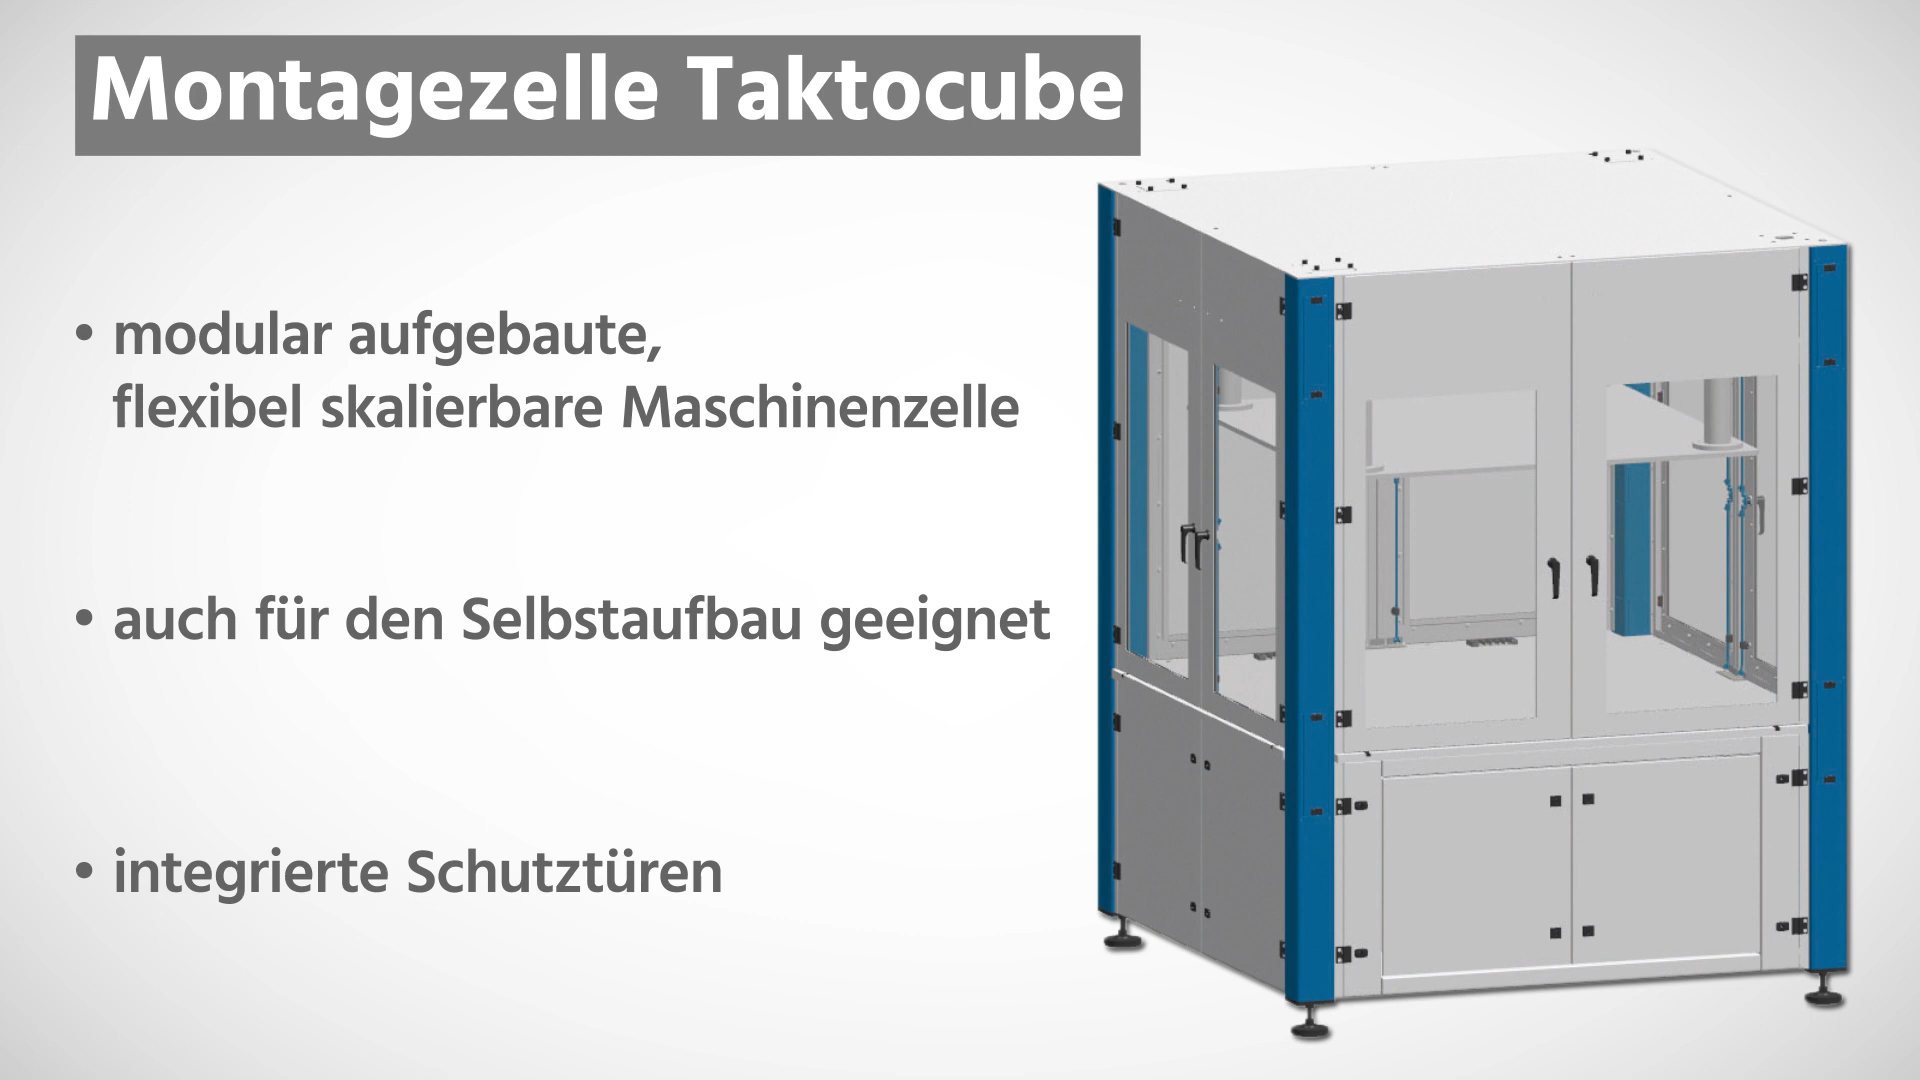 Montagezelle Taktocube
• modular aufgebaute,
flexibel skalierbare Maschinenzelle
• auch für den Selbstaufbau geeignet
• integrierte Schutztüren